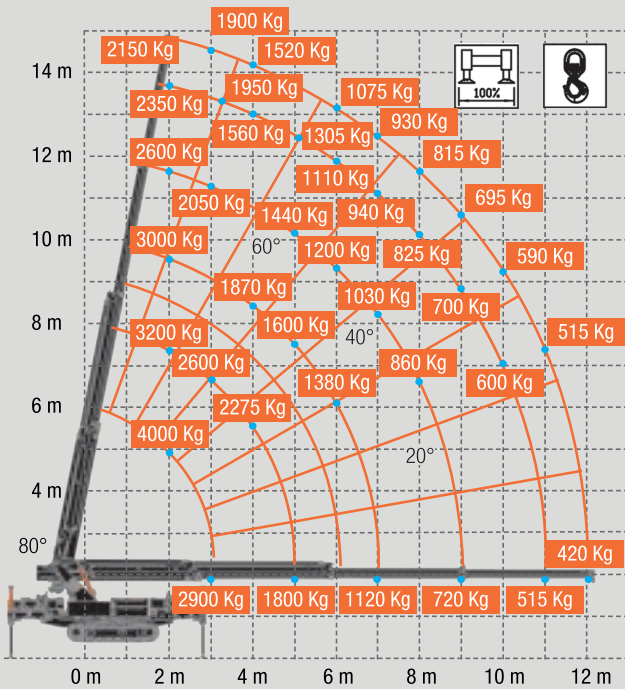 1900 Kg
2150 Kg
1520 Kg
14 m
1950 Kg
1075 Kg
100%
2350 Kg
930 Kg
1560 Kg
1305 Kg
12 m
2600 Kg
815 Kg
1110 Kg
2050 Kg
695 Kg
1440 Kg
940 Kg
10 m
3000 Kg
60°
1200 Kg
825 Kg
590 Kg
1870 Kg
1030 Kg
700 Kg
8 m
3200 Kg
1600 Kg
40°
515 Kg
2600 Kg
860 Kg
1380 Kg
600 Kg
6 m
2275 Kg
4000 Kg
20°
4 m
80°
420 Kg
2900 Kg
1800 Kg
1120 Kg
720 Kg
515 Kg
0 m
2 m
4 m
6 m
8 m
10 m
12 m